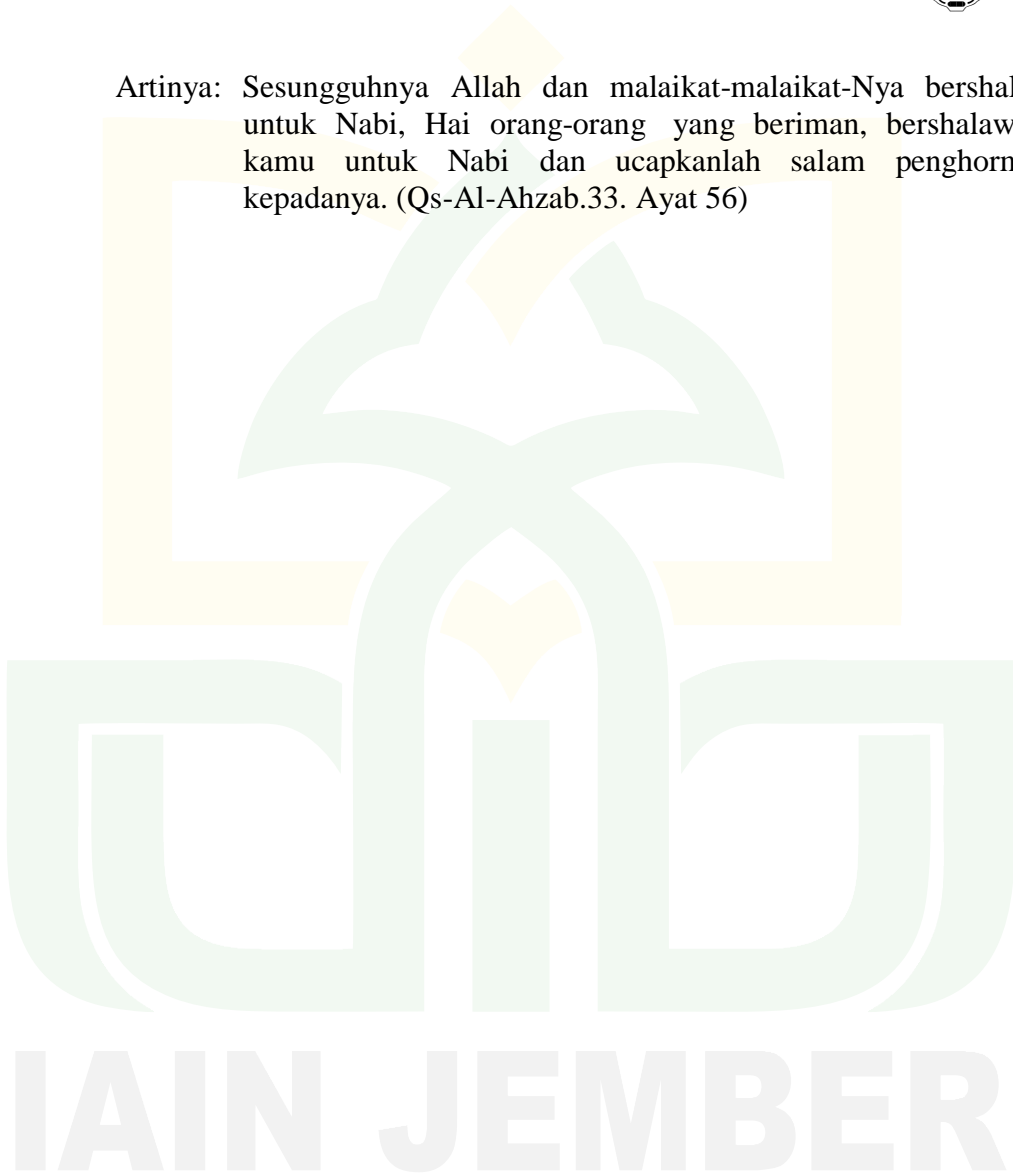 Artinya: Sesungguhnya Allah dan malaikat-malaikat-Nya bershal
untuk Nabi, Hai orang-orang yang beriman, bershalaw
kamu untuk Nabi dan ucapkanlah salam penghorn
kepadanya. (Qs-Al-Ahzab.33. Ayat 56)
IAIN JEMBER